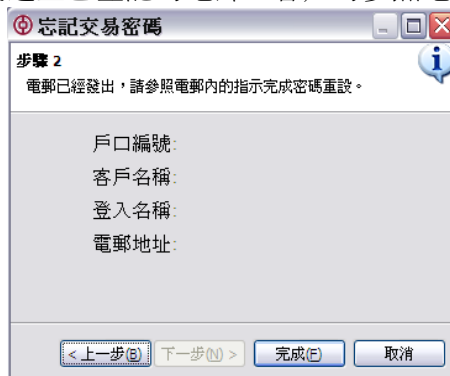 忘記交易密碼
步驟 2
電郵已經發出，請參照電郵內的指示完成密碼重設。
戶口編號:
客戶名稱:
登入名稱:
電郵地址:
< 上一步(B) 下一步(N) > 完成(F) 取消